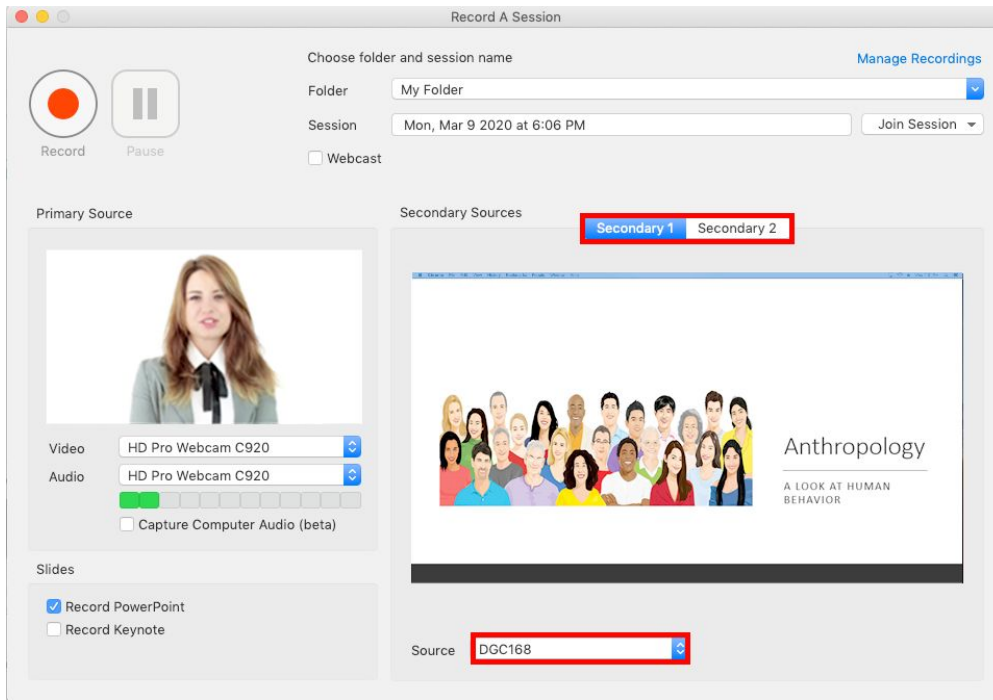 Record A Session
Choose folder and session name
Manage Recordings
Folder
My Folder
Session
Mon, Mar 9 2020 at 6:06 PM
Join Session
Record
Pause
Webcast
Primary Source
Secondary Sources
Secondary 1
Secondary 2
Anthropology
A LOOK AT HUMAN
BEHAVIOR
Video
HD Pro Webcam C920
Audio
HD Pro Webcam C920
Capture Computer Audio (beta)
Slides
Record PowerPoint
Record Keynote
Source
DGC168